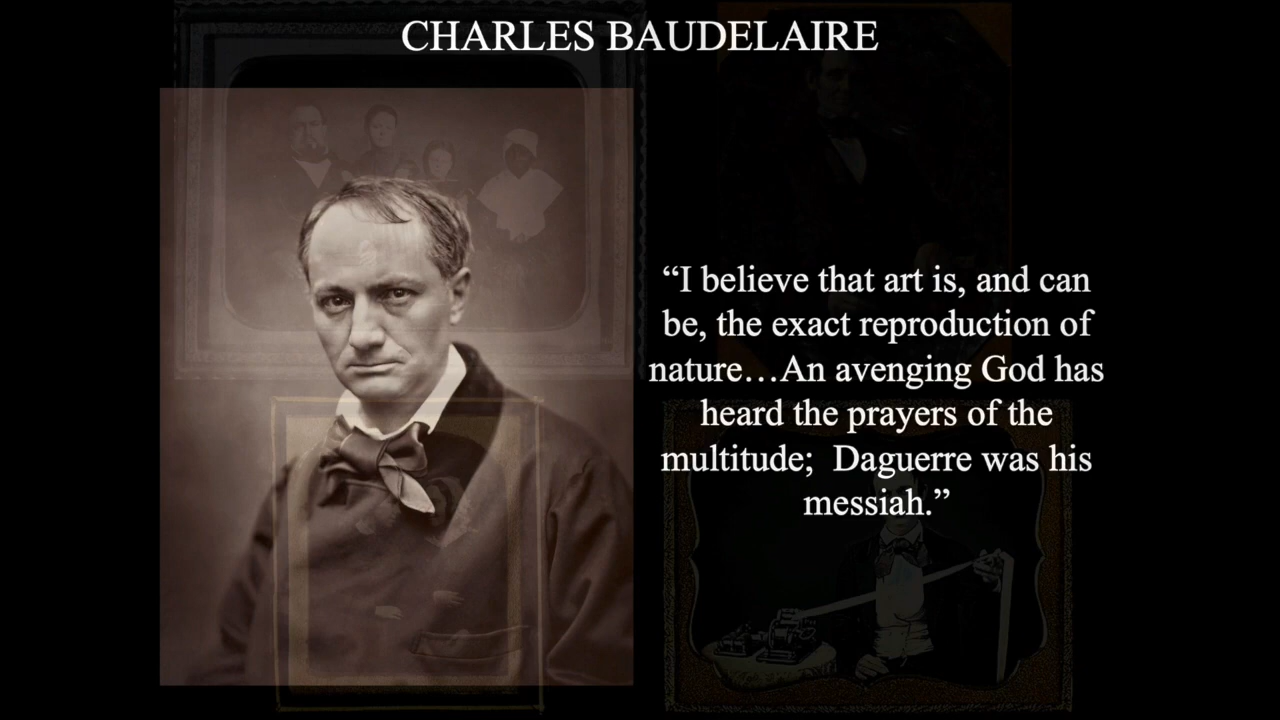 CHARLES BAUDELAIRE
“I believe that art is, and can
be, the exact reproduction of
nature…An avenging God has
heard the prayers of the
multitude;  Daguerre was his
messiah.”